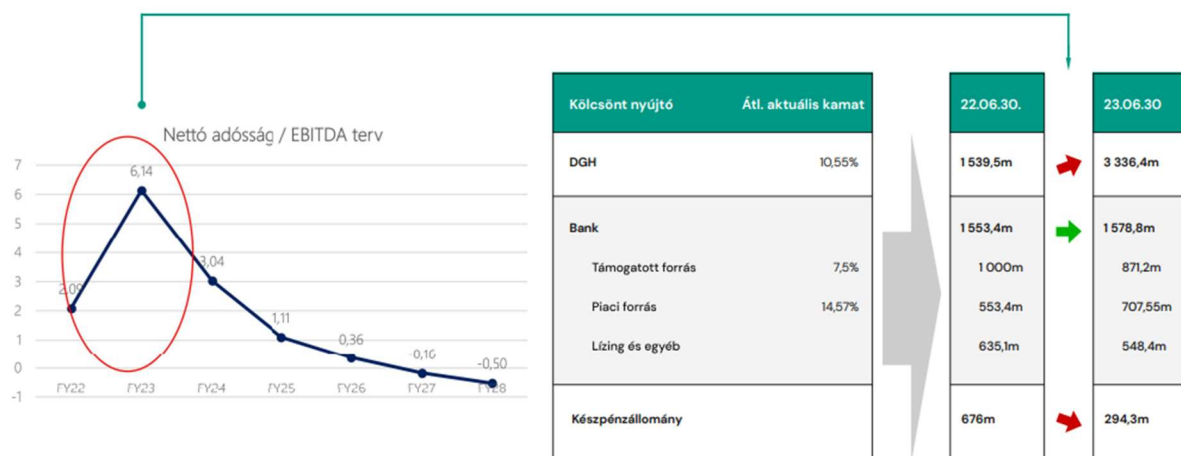 Nettó adósság / EBITDA terv
7
6
5
4
3
2
1
0
-1
2,09
6,14
3,04
1,11
0,36
-0,16
-0,50
FY22 FY23 FY24 FY25 FY26 FY27 FY28
Kölcsönt nyújtó Átl. aktuális kamat 22.06.30. 23.06.30
DGH 10,55% 1 539,5m 3 336,4m
Bank 1 553,4m 1 578,8m
Támogatott forrás 7,5% 1 000m 871,2m
Piaci forrás 14,57% 553,4m 707,55m
Lízing és egyéb 635,1m 548,4m
Készpénzállomány 676m 294,3m